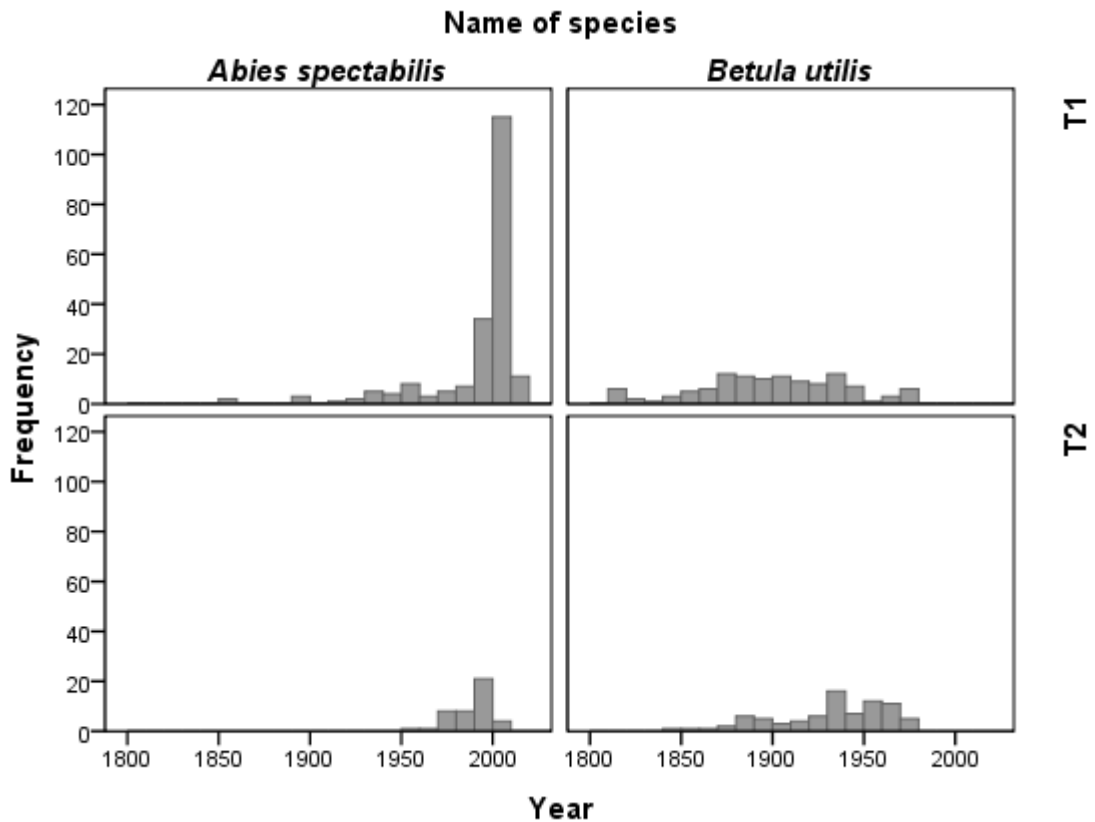 Name of species
Abies spectabilis
Betula utilis
T1
120
100
80
60
40
20
0
T2
120
100
80
60
40
20
0
Frequency
1800 1850 1900 1950 2000
1800 1850 1900 1950 2000
Year